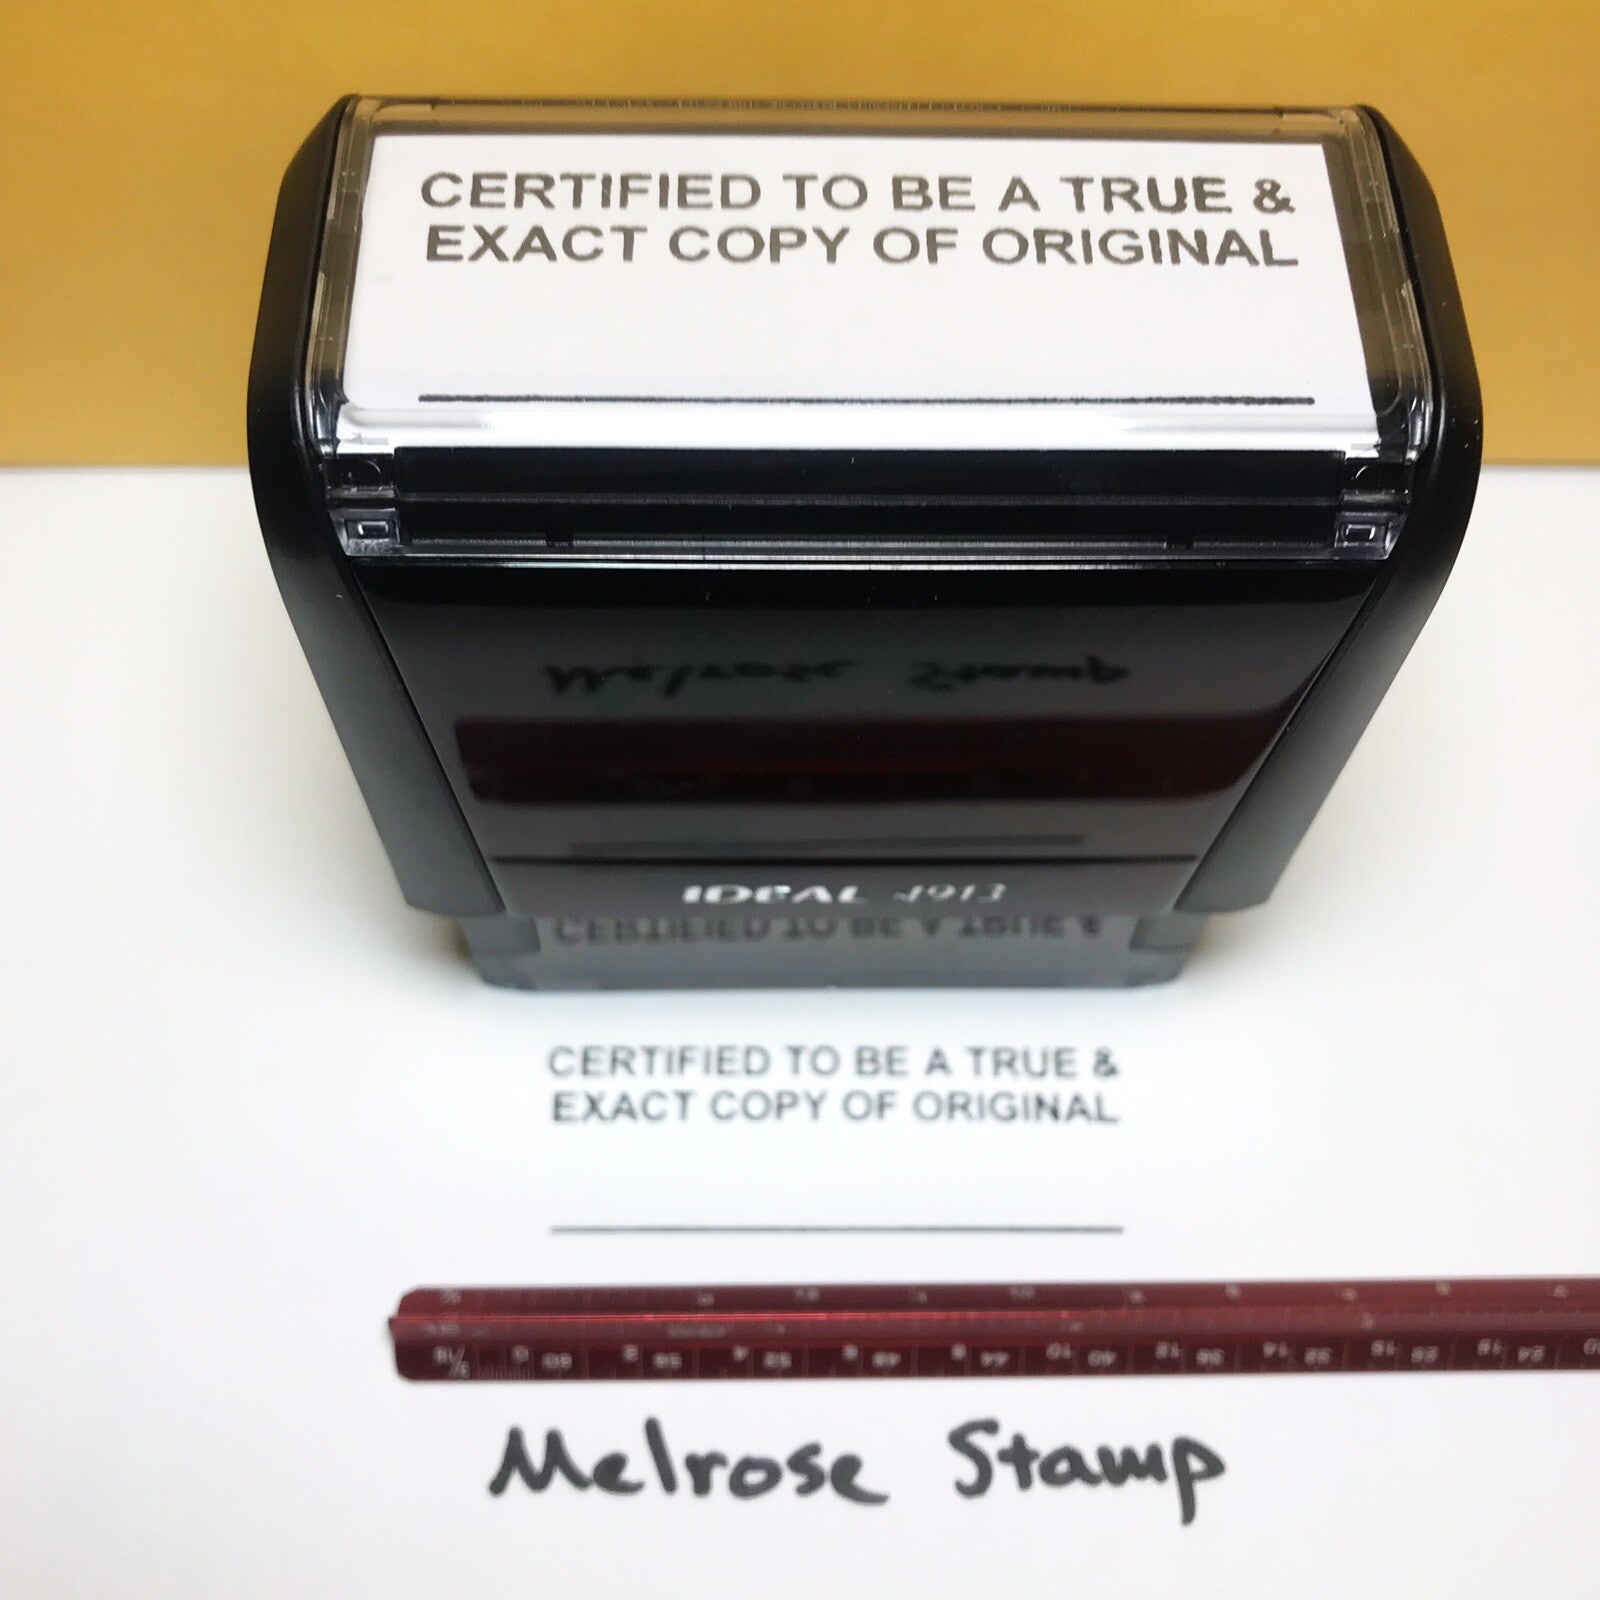 CERTIFIED TO BE A TRUE &
EXACT COPY OF ORIGINAL
IDEAL 4913
CERTIFIED TO BE A TRUE &
EXACT COPY OF ORIGINAL
Melrose Stamp